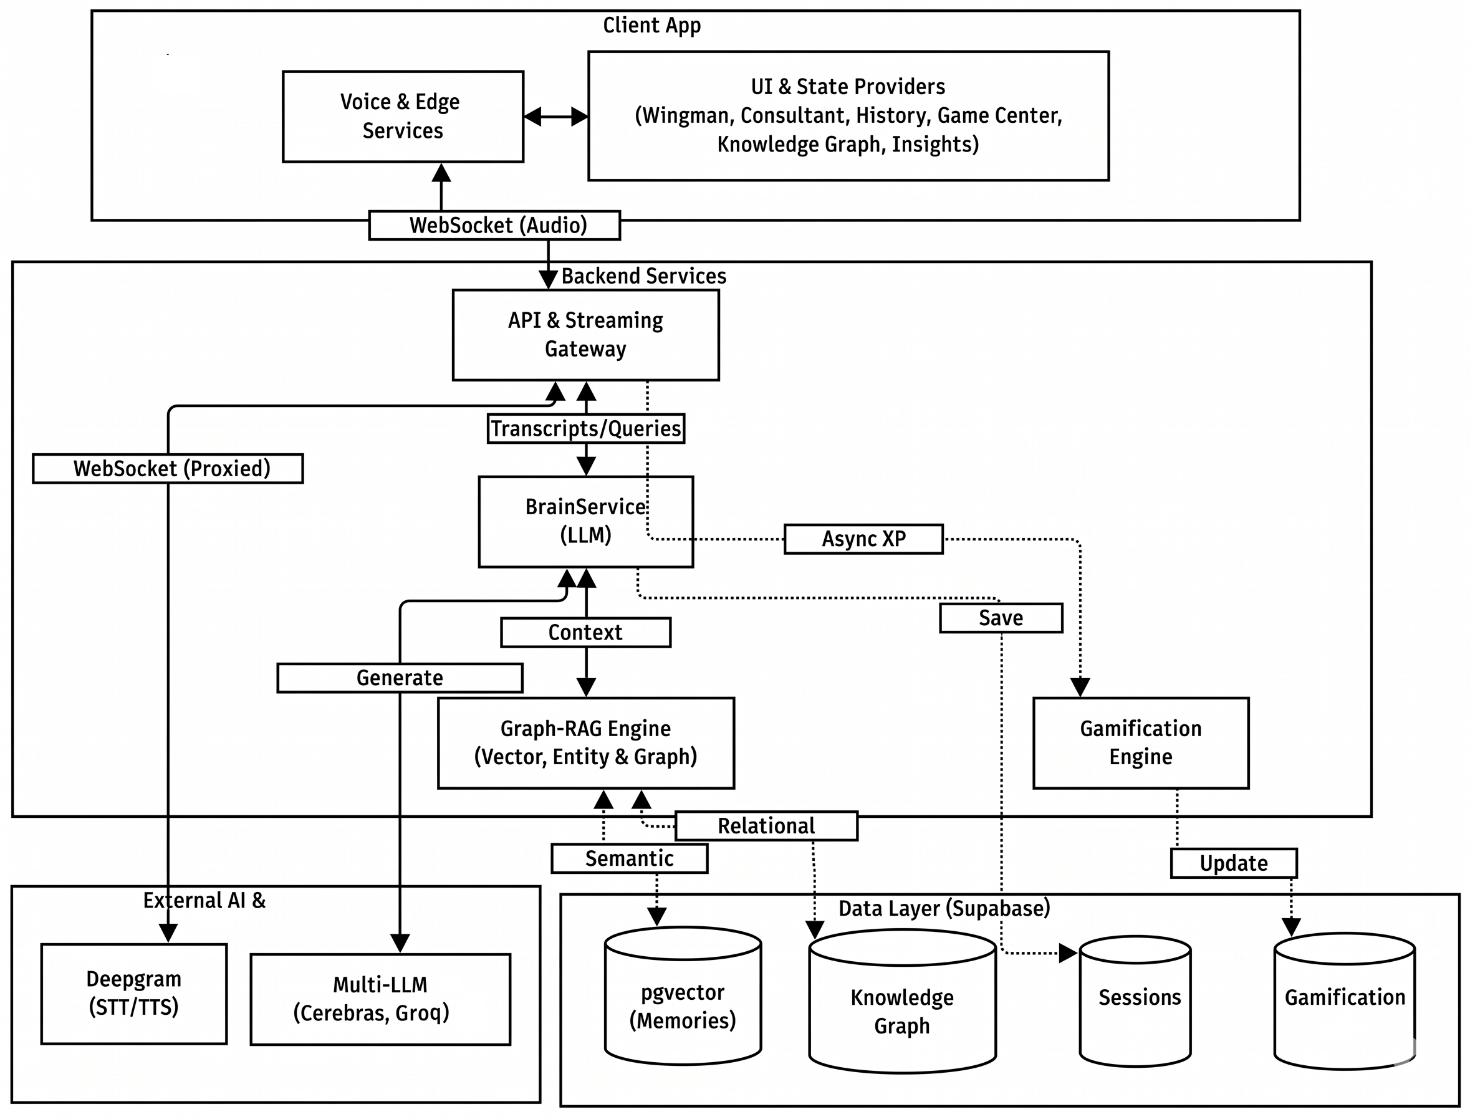 Client App
Voice & Edge
Services
UI & State Providers
(Wingman, Consultant, History, Game Center,
Knowledge Graph, Insights)
WebSocket (Audio)
Backend Services
API & Streaming
Gateway
Transcripts/Queries
WebSocket (Proxied)
BrainService
(LLM)
Async XP
Save
Context
Generate
Graph-RAG Engine
(Vector, Entity & Graph)
Gamification
Engine
Relational
Semantic
Update
External AI &
Data Layer (Supabase)
Deepgram
(STT/TTS)
Multi-LLM
(Cerebras, Groq)
pgvector
(Memories)
Knowledge
Graph
Sessions
Gamification